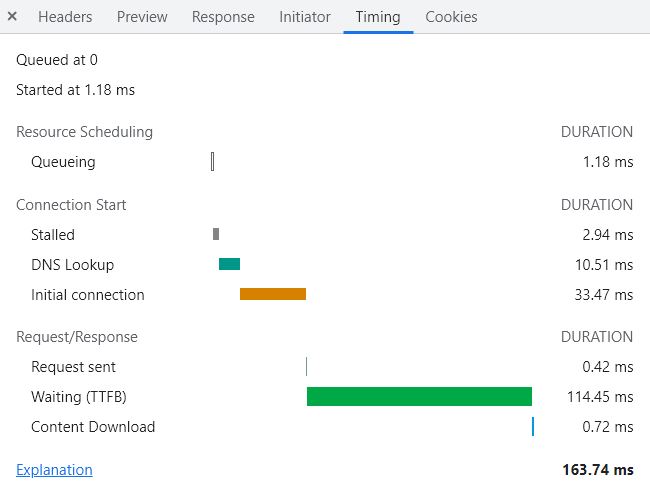 × Headers Preview Response Initiator Timing Cookies
Queued at 0
Started at 1.18 ms
Resource Scheduling DURATION
Queueing 1.18 ms
Connection Start DURATION
Stalled 2.94 ms
DNS Lookup 10.51 ms
Initial connection 33.47 ms
Request/Response DURATION
Request sent 0.42 ms
Waiting (TTFB) 114.45 ms
Content Download 0.72 ms
Explanation 163.74 ms